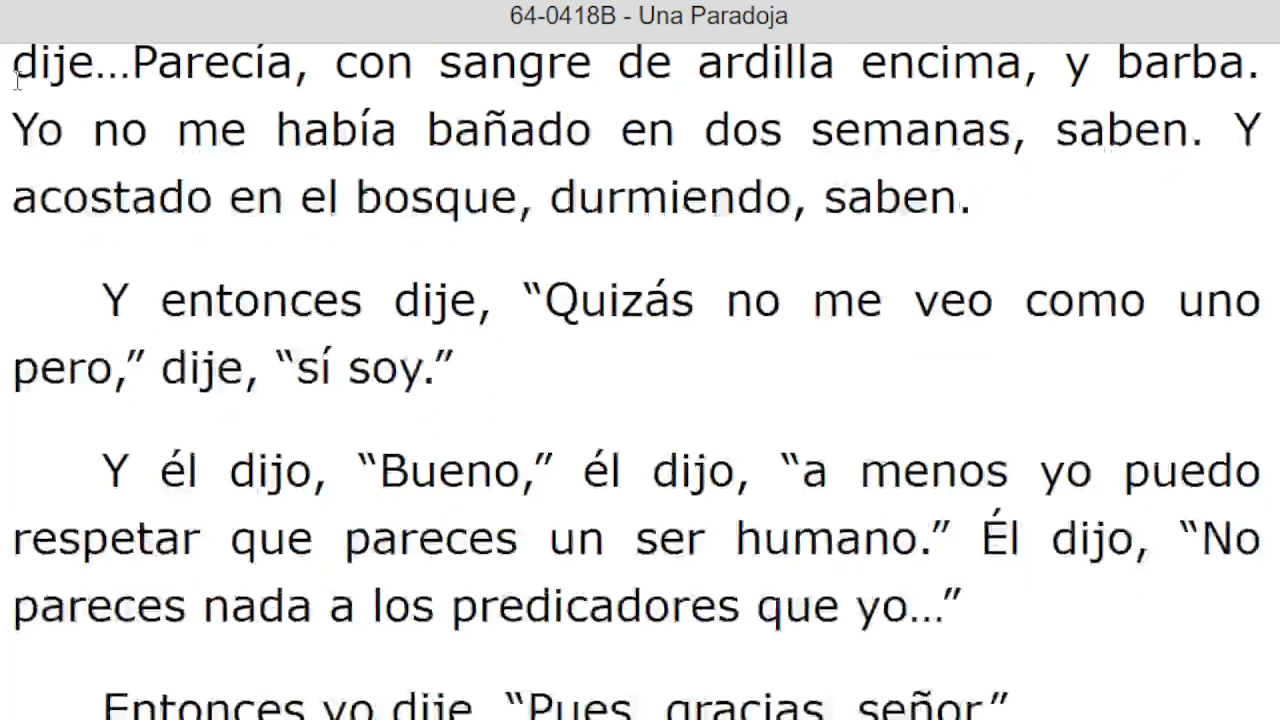 64-0418B - Una Paradoja
dije...Parecía, con sangre de ardilla encima, y barba.
Yo no me había bañado en dos semanas, saben. Y
acostado en el bosque, durmiendo, saben.
Y entonces dije, “Quizás no me veo como uno
pero,” dije, “sí soy.”
Y él dijo, “Bueno,” él dijo, “a menos yo puedo
respetar que pareces un ser humano.” Él dijo, “No
pareces nada a los predicadores que yo...”
Entonces yo dije, “Pues, gracias, señor.”